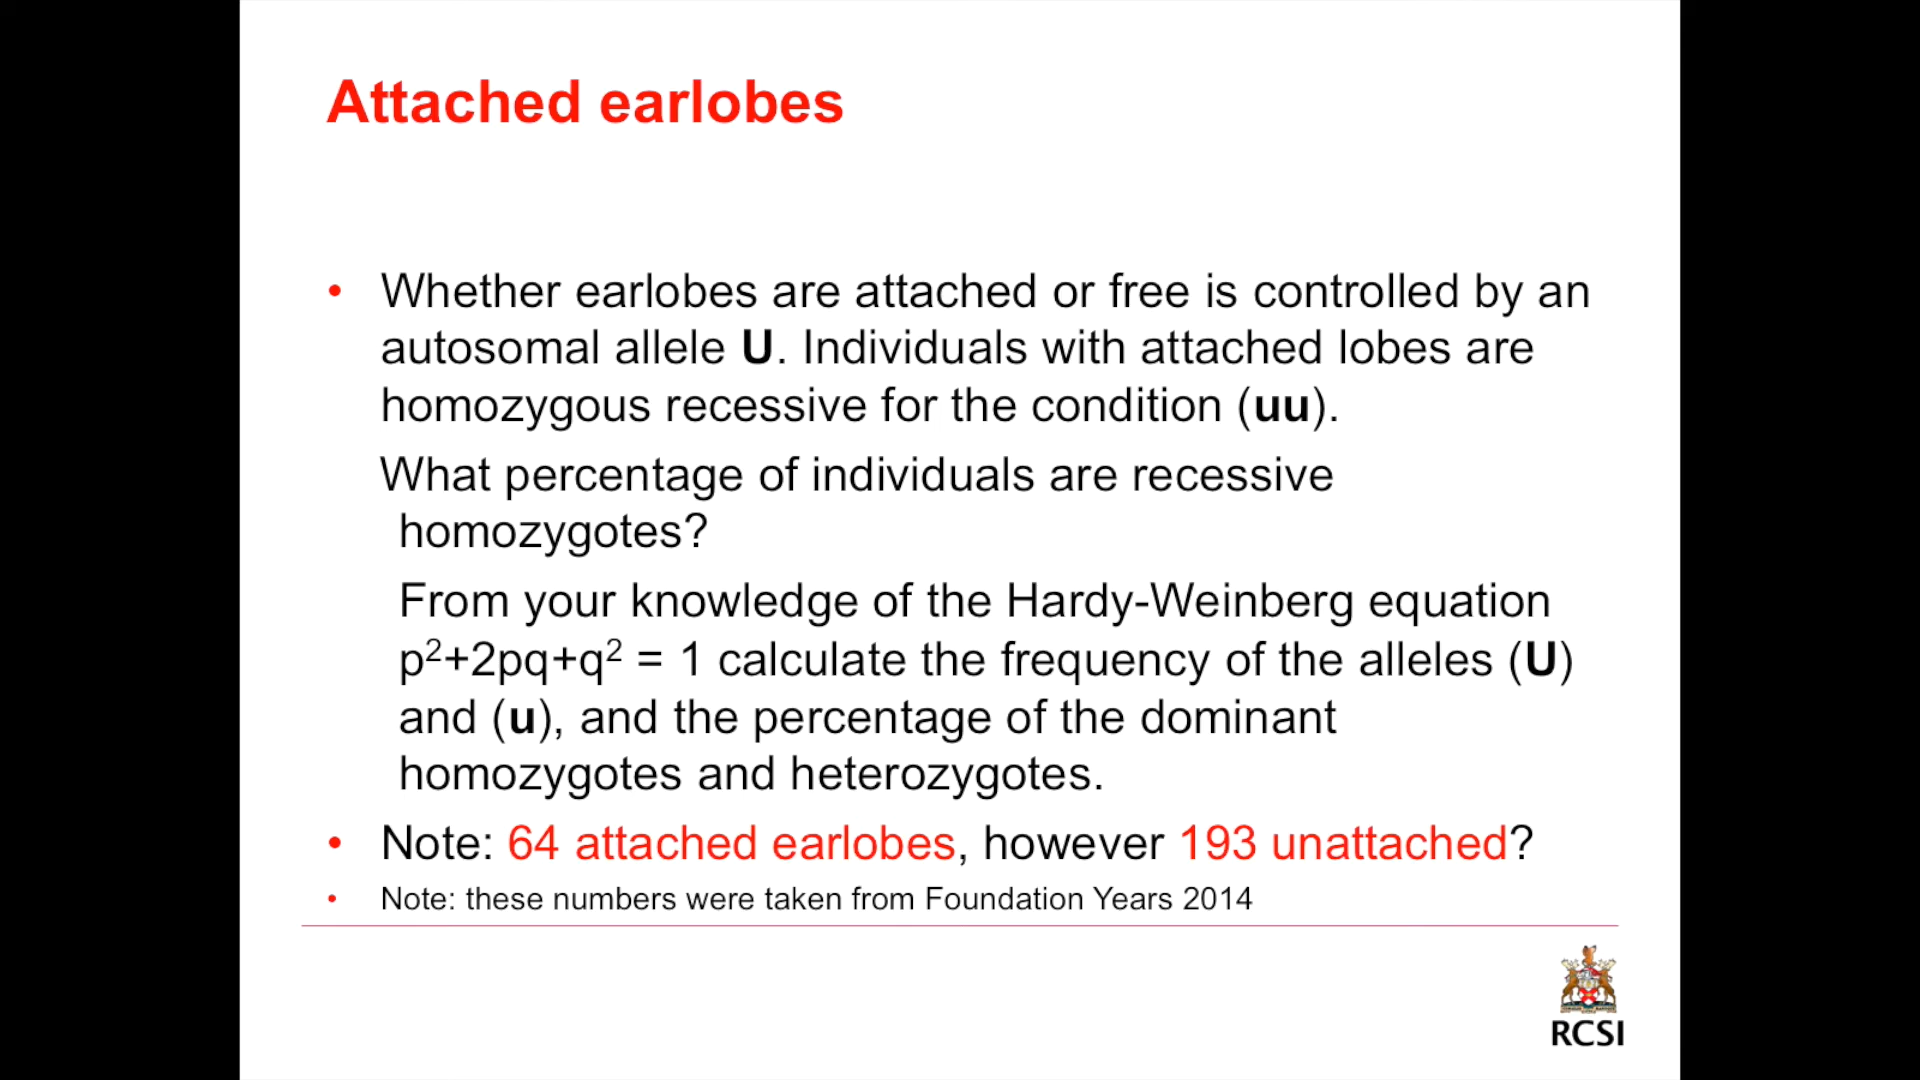 Attached earlobes
• Whether earlobes are attached or free is controlled by an
autosomal allele U. Individuals with attached lobes are
homozygous recessive for the condition (uu).
What percentage of individuals are recessive
homozygotes?
From your knowledge of the Hardy-Weinberg equation
p²+2pq+q² = 1 calculate the frequency of the alleles (U)
and (u), and the percentage of the dominant
homozygotes and heterozygotes.
• Note: 64 attached earlobes, however 193 unattached?
• Note: these numbers were taken from Foundation Years 2014
RCSI